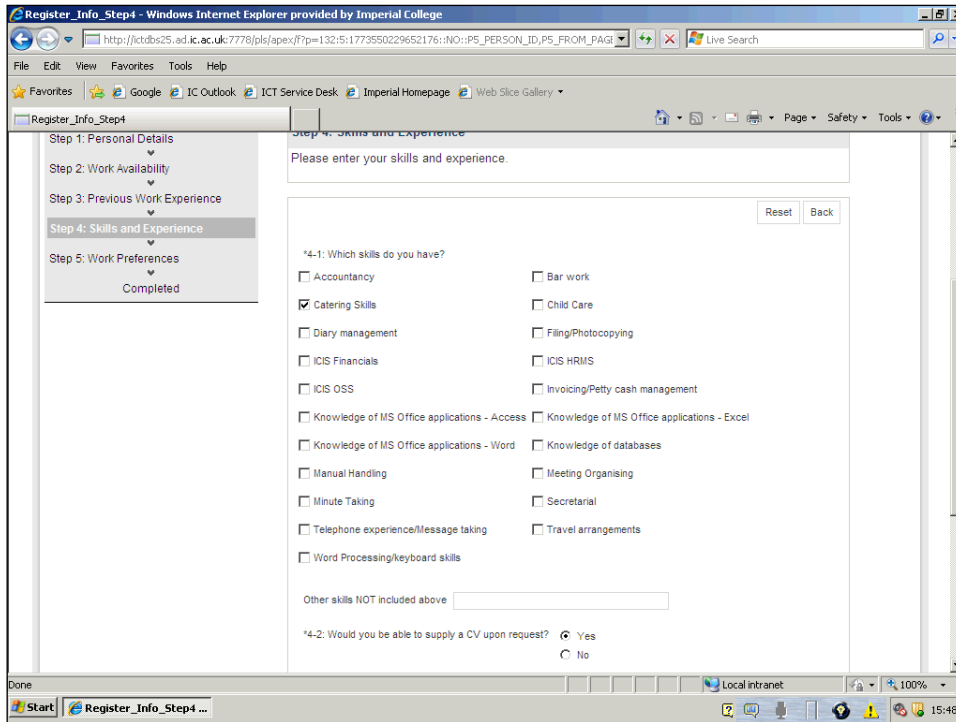 Register_Info_Step4 - Windows Internet Explorer provided by Imperial College
http://ictdbs25.ad.ic.ac.uk:7778/pls/apex/f?p=132:5:1773550229652176::NO::P5_PERSON_ID,P5_FROM_PAGE
Live Search
File Edit View Favorites Tools Help
Favorites Google IC Outlook ICT Service Desk Imperial Homepage Web Slice Gallery
Register_Info_Step4
Page Safety Tools
Step 1: Personal Details
Step 2: Work Availability
Step 3: Previous Work Experience
Step 4: Skills and Experience
Step 5: Work Preferences
Completed
Step 4: Skills and Experience
Please enter your skills and experience.
Reset Back
*4-1: Which skills do you have?
Accountancy Bar work
Catering Skills Child Care
Diary management Filing/Photocopying
ICIS Financials ICIS HRMS
ICIS OSS Invoicing/Petty cash management
Knowledge of MS Office applications - Access Knowledge of MS Office applications - Excel
Knowledge of MS Office applications - Word Knowledge of databases
Manual Handling Meeting Organising
Minute Taking Secretarial
Telephone experience/Message taking Travel arrangements
Word Processing/keyboard skills
Other skills NOT included above
*4-2: Would you be able to supply a CV upon request? Yes
No
Done Local intranet 100%
Start Register_Info_Step4 ... 15:48